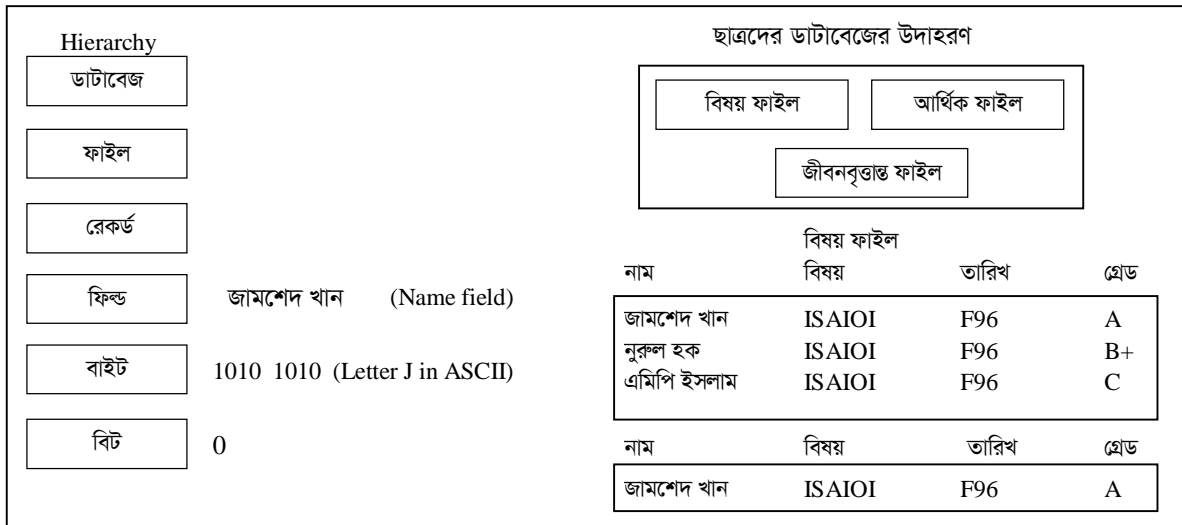 Hierarchy
ডাটাবেজ
ফাইল
রেকর্ড
ফিল্ড জামশেদ খান (Name field)
বাইট 1010 1010 (Letter J in ASCII)
বিট 0
ছাত্রদের ডাটাবেজের উদাহরণ
বিষয় ফাইল আর্থিক ফাইল
জীবনবৃত্তান্ত ফাইল
বিষয় ফাইল
নাম বিষয় তারিখ গ্রেড
জামশেদ খান ISAIOI F96 A
নুরুল হক ISAIOI F96 B+
এমিপি ইসলাম ISAIOI F96 C
নাম বিষয় তারিখ গ্রেড
জামশেদ খান ISAIOI F96 A